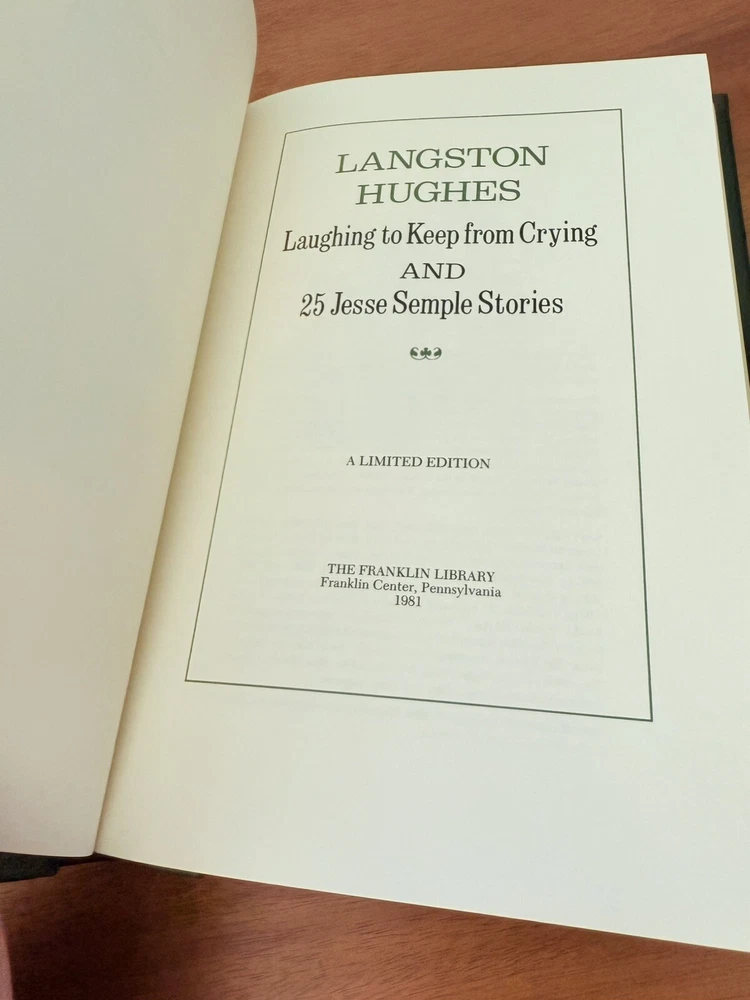 LANGSTON
HUGHES
Laughing to Keep from Crying
AND
25 Jesse Semple Stories
A LIMITED EDITION
THE FRANKLIN LIBRARY
Franklin Center, Pennsylvania
1981